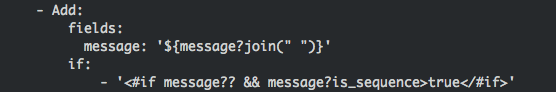 - Add:
fields:
message: '${message?join(" ")}'
if:
- '<#if message?? && message?is_sequence>true</#if>'